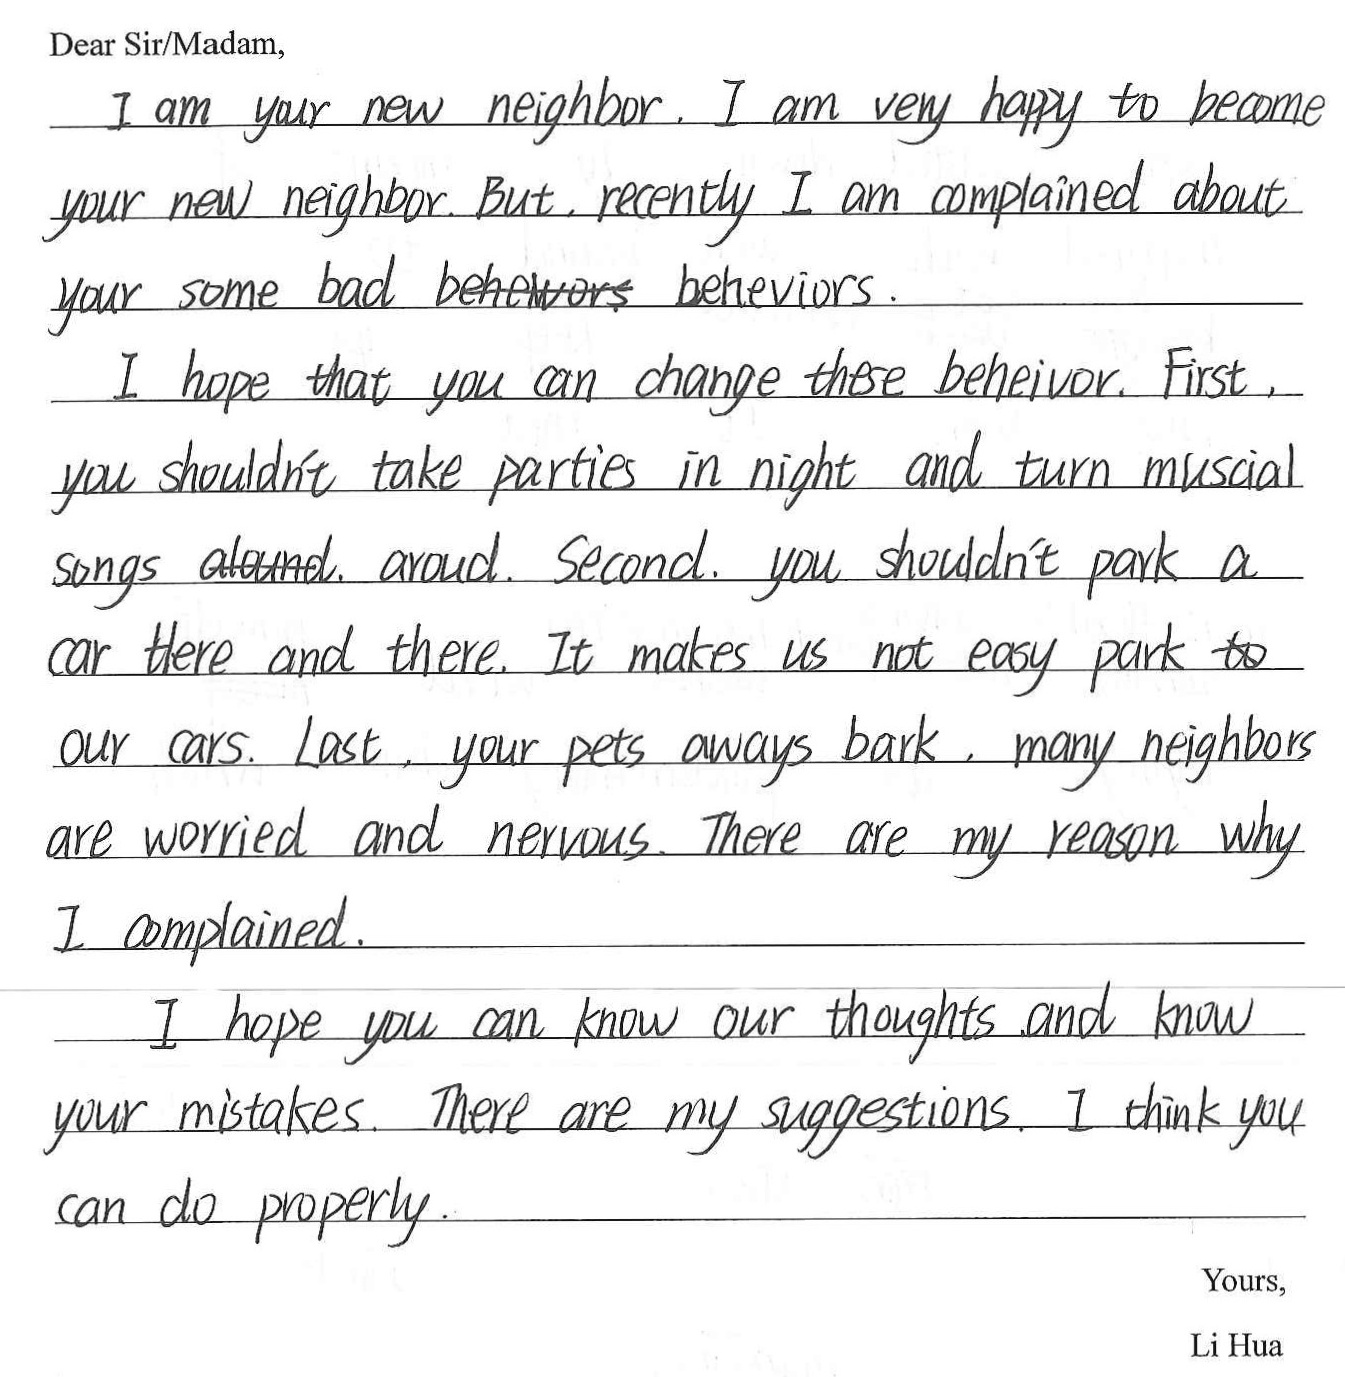 Dear Sir/Madam,
I am your new neighbor. I am very happy to become
your new neighbor. But, recently I am complained about
your some bad behewors beheviors.
I hope that you can change these beheivor. First,
you shouldn't take parties in night and turn muscial
songs alound. aroud. Second. you shouldn't park a
car Here and there. It makes us not easy park to
our cars. Last, your pets aways bark, many neighbors
are worried and nervous. There are my reason why
I complained.
I hope you can know our thoughts and know
your mistakes. There are my suggestions. I think you
can do properly.
Yours,
Li Hua